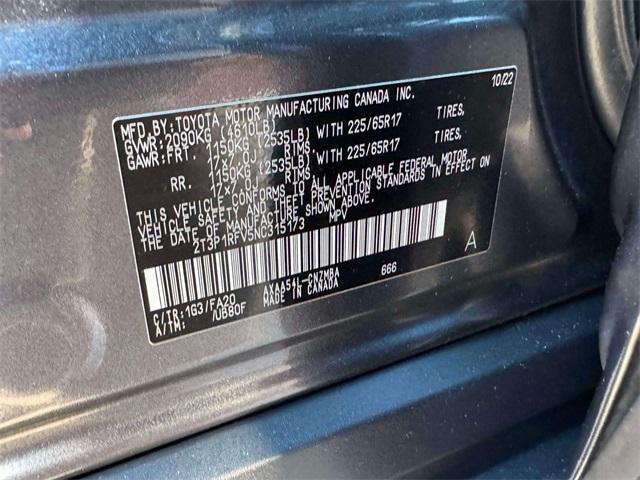 MFD.BY:TOYOTA MOTOR MANUFACTURING CANADA INC. 10/22
GVWR:2090KG (4610LB)
GAWR:FRT. 1150KG (2535LB) WITH 225/65R17 TIRES,
17x7.0J RIMS
RR. 1150KG (2535LB) WITH 225/65R17 TIRES,
17x7.0J RIMS.
THIS VEHICLE CONFORMS TO ALL APPLICABLE FEDERAL MOTOR
VEHICLE SAFETY AND THEFT PREVENTION STANDARDS IN EFFECT ON
THE DATE OF MANUFACTURE SHOWN ABOVE.
2T3P1RFV5NC315173 MPV
A
C/TR:1G3/FA20 AXAA54L-CNZMBA 666
A/TM: /UB80F MADE IN CANADA